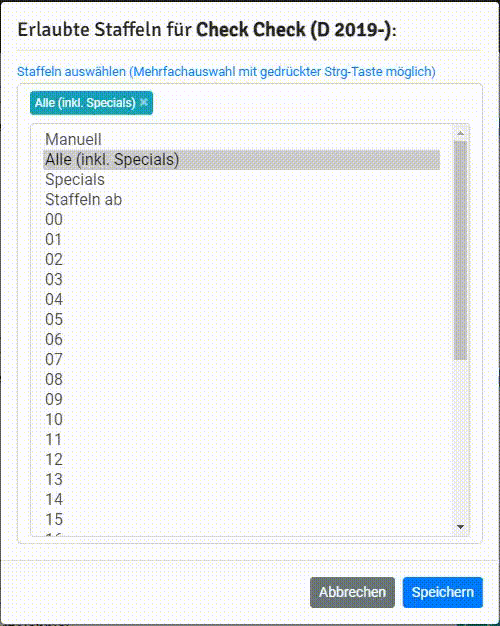 Erlaubte Staffeln für Check Check (D 2019-):
Staffeln auswählen (Mehrfachauswahl mit gedrückter Strg-Taste möglich)
Alle (inkl. Specials) ×
Manuell
Alle (inkl. Specials)
Specials
Staffeln ab
00
01
02
03
04
05
06
07
08
09
10
11
12
13
14
15
Abbrechen Speichern